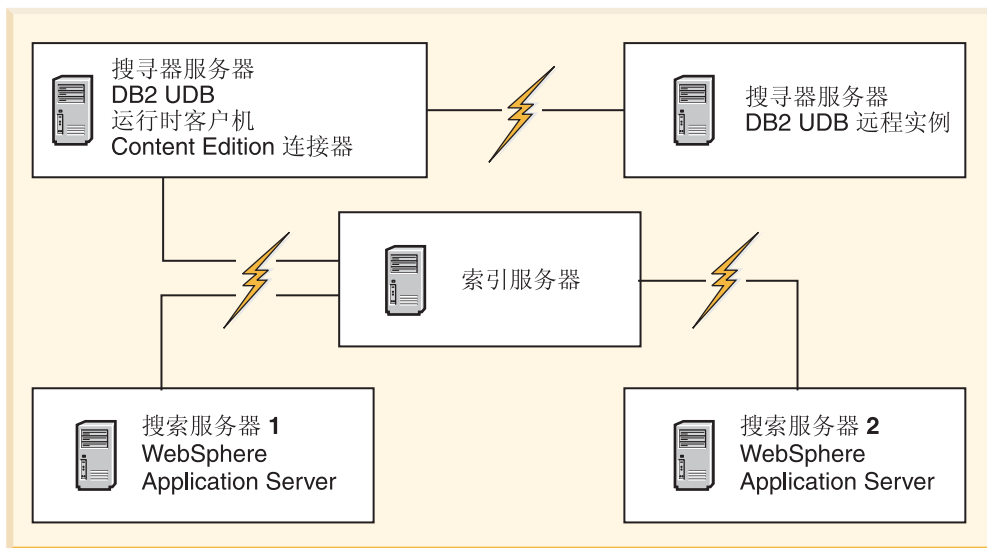 搜寻器服务器
DB2 UDB
运行时客户机
Content Edition 连接器
搜寻器服务器
DB2 UDB 远程实例
索引服务器
搜索服务器 1
WebSphere
Application Server
搜索服务器 2
WebSphere
Application Server